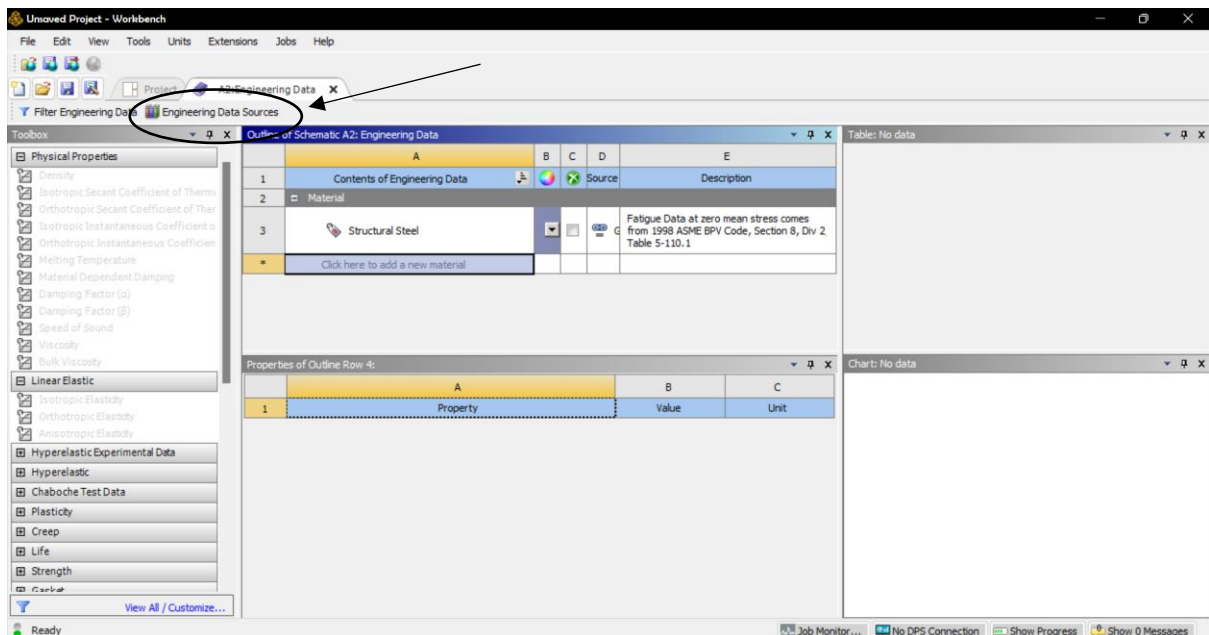 Unsaved Project - Workbench
File Edit View Tools Units Extensions Jobs Help
Project A2:Engineering Data
Filter Engineering Data Engineering Data Sources
Toolbox
Physical Properties
Density
Isotropic Secant Coefficient of Therma
Orthotropic Secant Coefficient of Ther
Isotropic Instantaneous Coefficient o
Orthotropic Instantaneous Coefficien
Melting Temperature
Material Dependent Damping
Damping Factor (α)
Damping Factor (β)
Speed of Sound
Viscosity
Bulk Viscosity
Linear Elastic
Isotropic Elasticity
Orthotropic Elasticity
Anisotropic Elasticity
Hyperelastic Experimental Data
Hyperelastic
Chaboche Test Data
Plasticity
Creep
Life
Strength
Gasket
View All / Customize...
Outline of Schematic A2: Engineering Data
A B C D E
1 Contents of Engineering Data Source Description
2 Material
3 Structural Steel G Fatigue Data at zero mean stress comes
from 1998 ASME BPV Code, Section 8, Div 2,
Table 5-110.1
* Click here to add a new material
Properties of Outline Row 4:
A B C
1 Property Value Unit
Table: No data
Chart: No data
Ready Job Monitor... No DPS Connection Show Progress Show 0 Messages